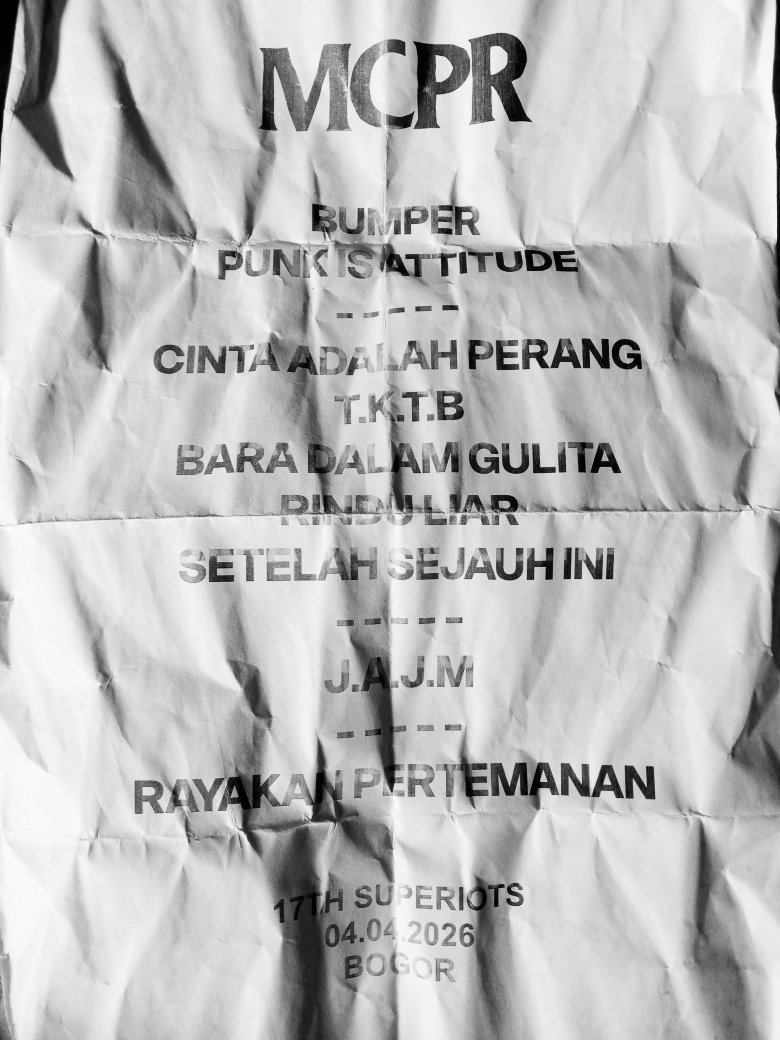 MCPR
BUMPER
PUNK IS ATTITUDE
-----
CINTA ADALAH PERANG
T.K.T.B
BARA DALAM GULITA
RINDU LIAR
SETELAH SEJAUH INI
-----
J.A.J.M
-----
RAYAKAN PERTEMANAN
17TH SUPERIOTS
04.04.2026
BOGOR